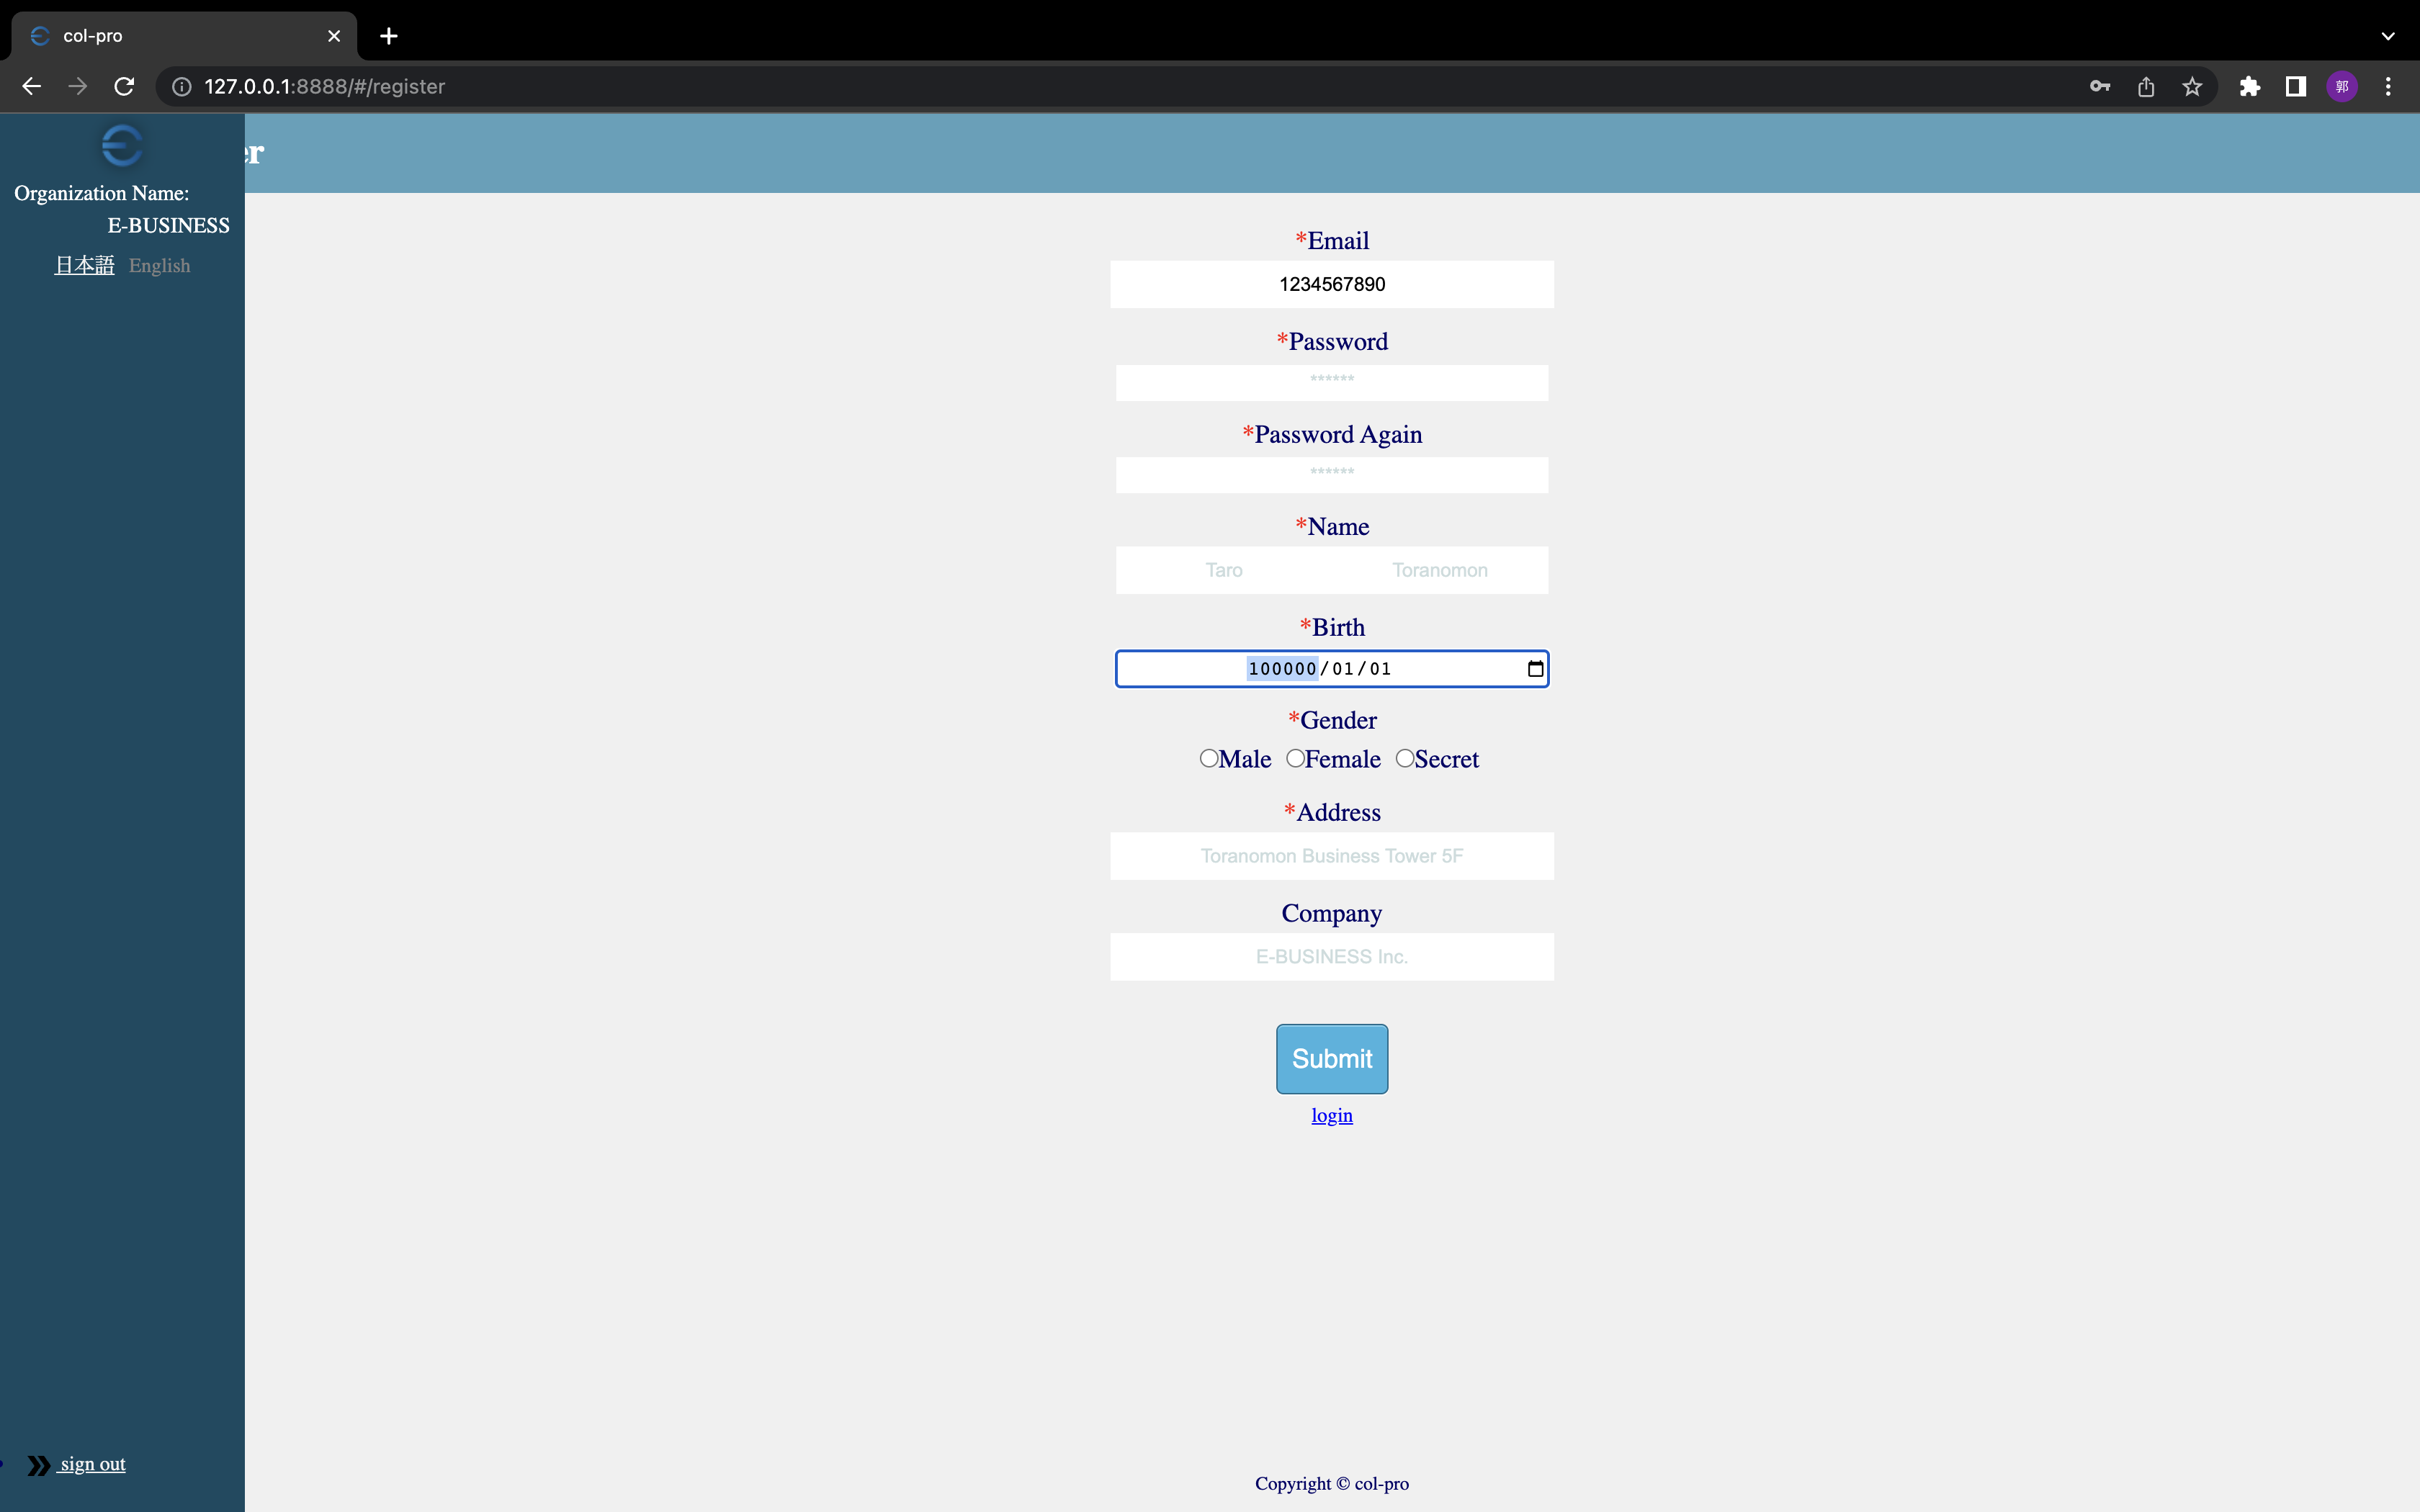 col-pro
127.0.0.1:8888/#/register
郭
er
Organization Name:
E-BUSINESS
日本語 English
*Email
1234567890
*Password
******
*Password Again
******
*Name
Taro Toranomon
*Birth
100000/01/01
*Gender
Male Female Secret
*Address
Toranomon Business Tower 5F
Company
E-BUSINESS Inc.
Submit
login
sign out
Copyright © col-pro